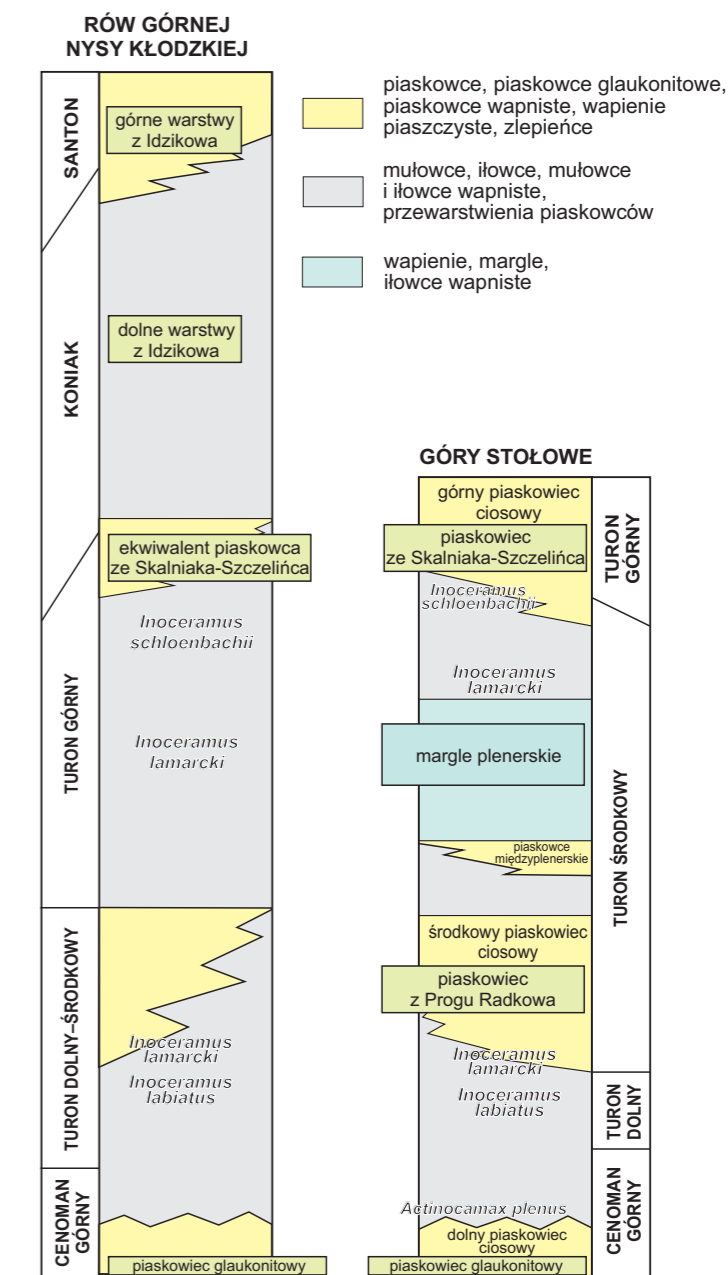 RÓW GÓRNEJ
NYSY KŁODZKIEJ
SANTON
KONIAK
TURON GÓRNY
TURON DOLNY–ŚRODKOWY
CENOMAN
GÓRNY
górne warstwy
z Idzikowa
dolne warstwy
z Idzikowa
ekwiwalent piaskowca
ze Skalniaka-Szczelińca
Inoceramus
schloenbachii
Inoceramus
lamarcki
Inoceramus
lamarcki
Inoceramus
labiatus
piaskowiec glaukonitowy
piaskowce, piaskowce glaukonitowe,
piaskowce wapniste, wapienie
piaszczyste, zlepieńce
mułowce, iłowce, mułowce
i iłowce wapniste,
przewarstwienia piaskowców
wapienie, margle,
iłowce wapniste
GÓRY STOŁOWE
górny piaskowiec
ciosowy
piaskowiec
ze Skalniaka-Szczelińca
Inoceramus
schloenbachii
Inoceramus
lamarcki
margle plenerskie
piaskowce
międzyplenerskie
środkowy piaskowiec
ciosowy
piaskowiec
z Progu Radkowa
Inoceramus
lamarcki
Inoceramus
labiatus
Actinocamax plenus
dolny piaskowiec
ciosowy
piaskowiec glaukonitowy
TURON
GÓRNY
TURON ŚRODKOWY
TURON
DOLNY
CENOMAN
GÓRNY